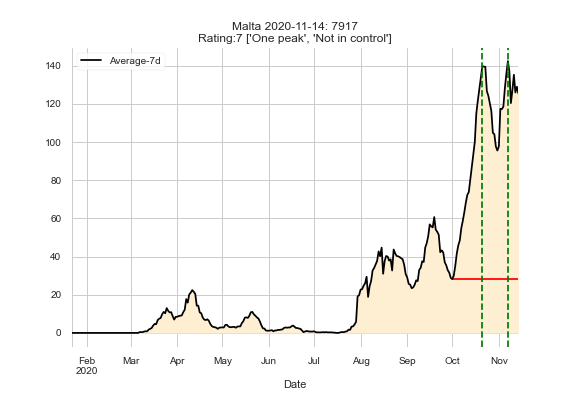 Malta 2020-11-14: 7917
Rating:7 ['One peak', 'Not in control']
Average-7d
140
120
100
80
60
40
20
0
Feb Mar Apr May Jun Jul Aug Sep Oct Nov
2020
Date